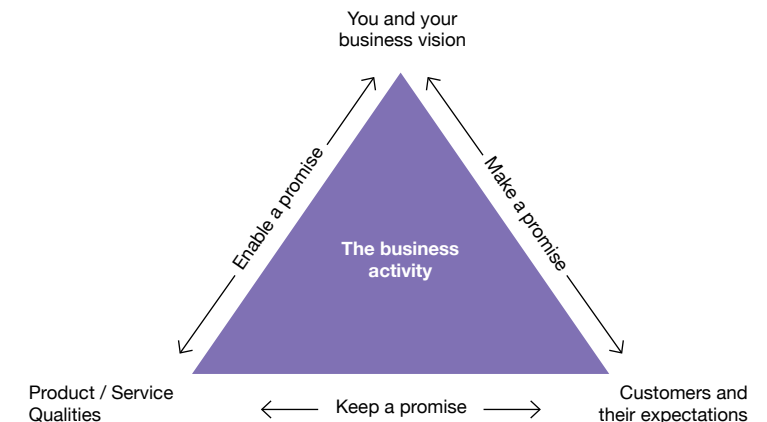 You and your
business vision
Enable a promise
Make a promise
The business
activity
Product / Service
Qualities
Keep a promise
Customers and
their expectations